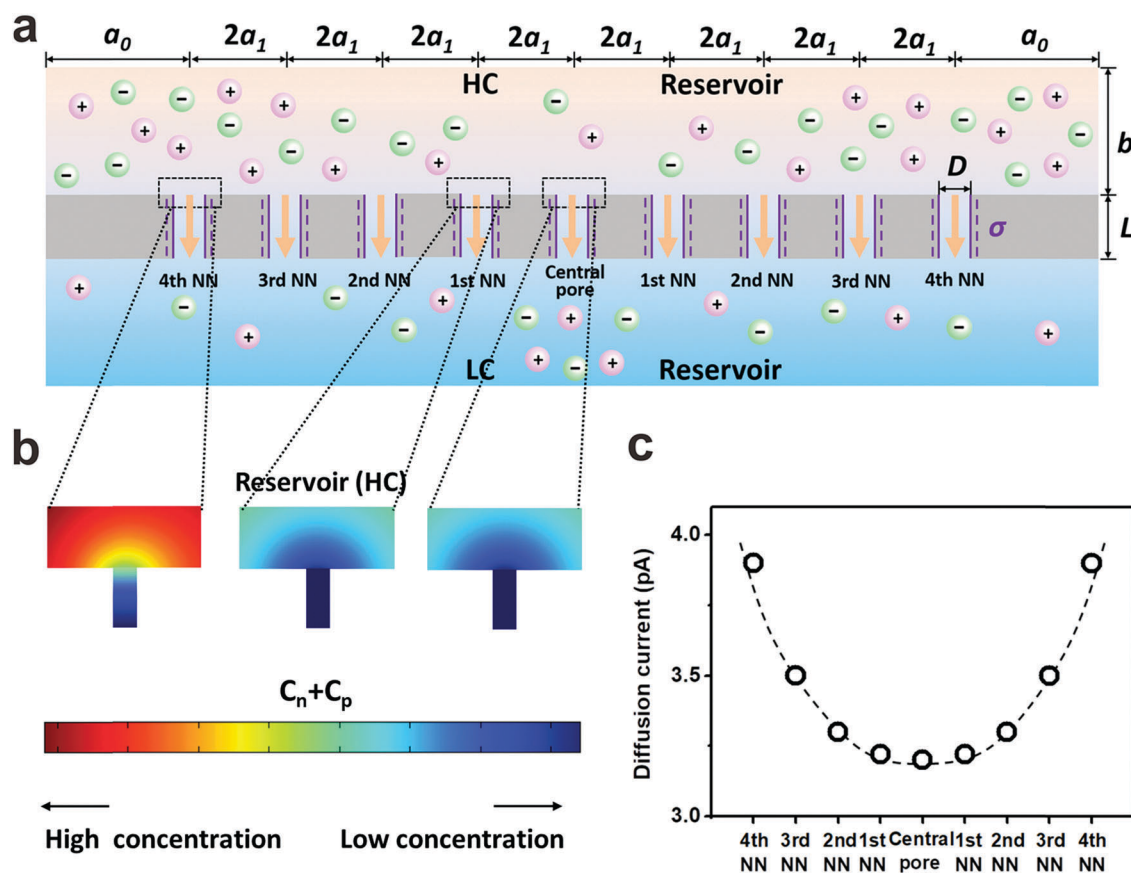 a
a0 2a1 2a1 2a1 2a1 2a1 2a1 2a1 2a1 a0
HC Reservoir
b
D
L
σ
4th NN 3rd NN 2nd NN 1st NN Central pore 1st NN 2nd NN 3rd NN 4th NN
LC Reservoir
b
Reservoir (HC)
Cn+Cp
High concentration Low concentration
c
Diffusion current (pA)
4.0
3.5
3.0
4th 3rd 2nd 1st Central 1st 2nd 3rd 4th
NN NN NN NN pore NN NN NN NN